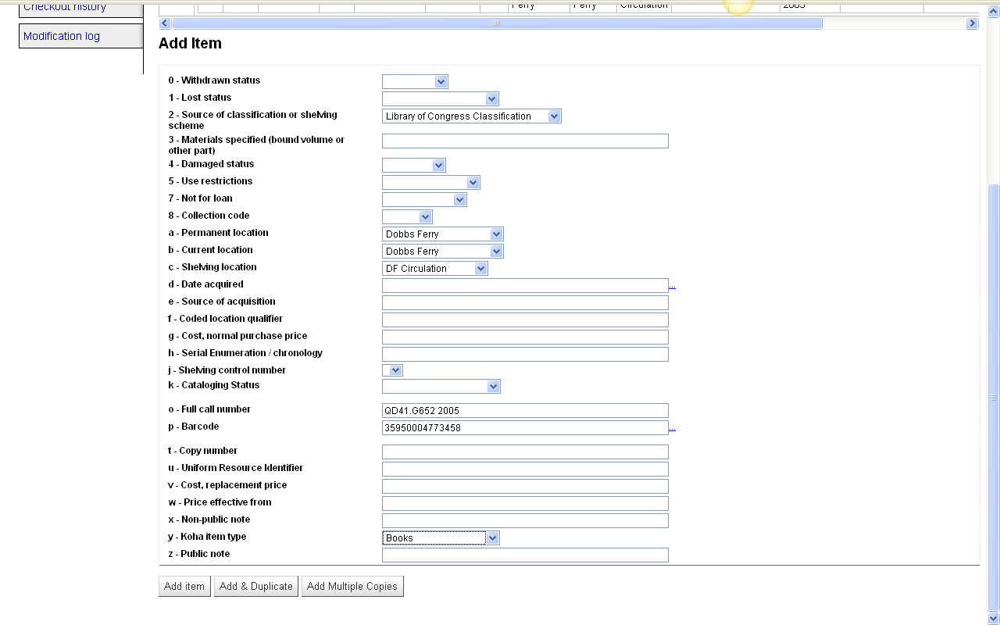 Checkout history
Ferry Ferry Circulation 2005
Modification log
Add Item
0 - Withdrawn status
1 - Lost status
2 - Source of classification or shelving scheme Library of Congress Classification
3 - Materials specified (bound volume or other part)
4 - Damaged status
5 - Use restrictions
7 - Not for loan
8 - Collection code
a - Permanent location Dobbs Ferry
b - Current location Dobbs Ferry
c - Shelving location DF Circulation
d - Date acquired ...
e - Source of acquisition
f - Coded location qualifier
g - Cost, normal purchase price
h - Serial Enumeration / chronology
j - Shelving control number
k - Cataloging Status
o - Full call number QD41.G652 2005
p - Barcode 35950004773458 ...
t - Copy number
u - Uniform Resource Identifier
v - Cost, replacement price
w - Price effective from
x - Non-public note
y - Koha item type Books
z - Public note
Add item Add & Duplicate Add Multiple Copies